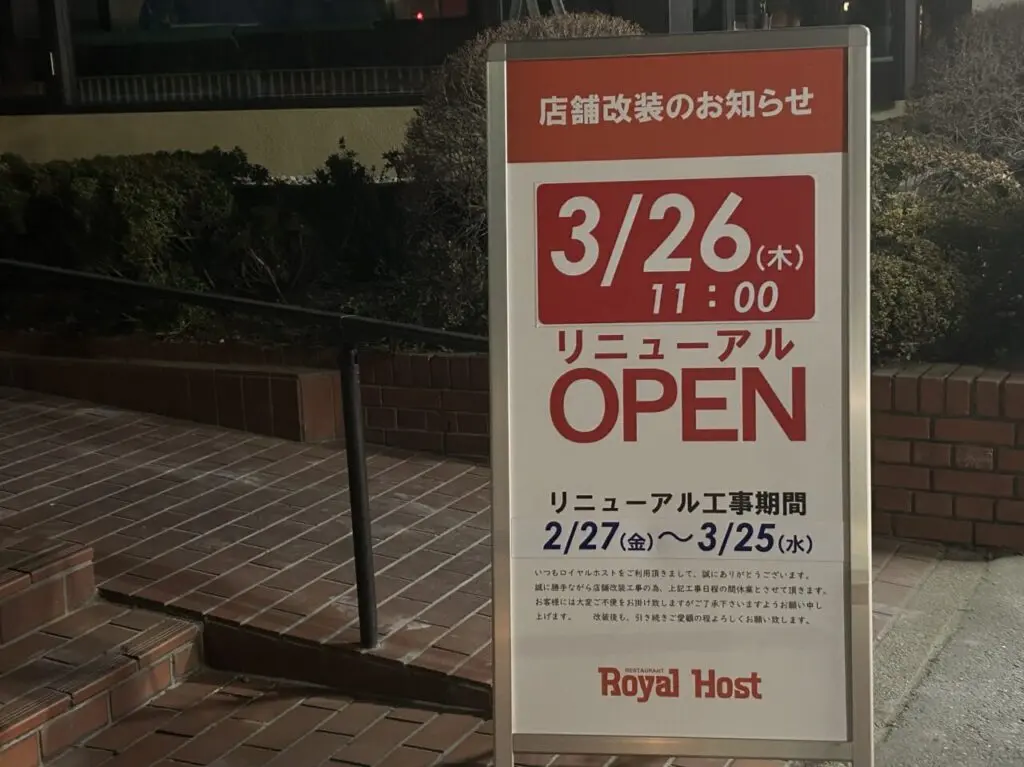 店舗改装のお知らせ
3/26(木)
11:00
リニューアル
OPEN
リニューアル工事期間
2/27(金)～3/25(水)
いつもロイヤルホストをご利用頂きまして、誠にありがとうございます。
誠に勝手ながら店舗改装工事の為、上記工事日程の間休業とさせて頂きます。
お客様には大変ご不便をお掛け致しますがご了承下さいますようお願い申し
上げます。　改装後も、引き続きご愛顧の程よろしくお願い致します。
RESTAURANT
Royal Host